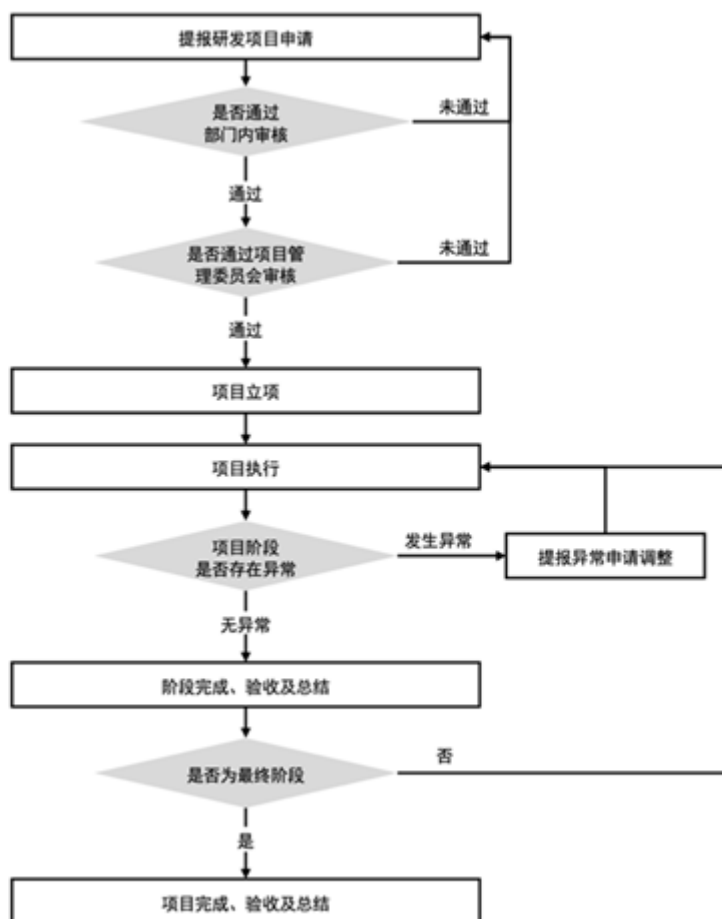 提报研发项目申请
是否通过
部门内审核
未通过
通过
是否通过项目管
理委员会审核
未通过
通过
项目立项
项目执行
项目阶段
是否存在异常
发生异常
提报异常申请调整
无异常
阶段完成、验收及总结
是否为最终阶段
否
是
项目完成、验收及总结